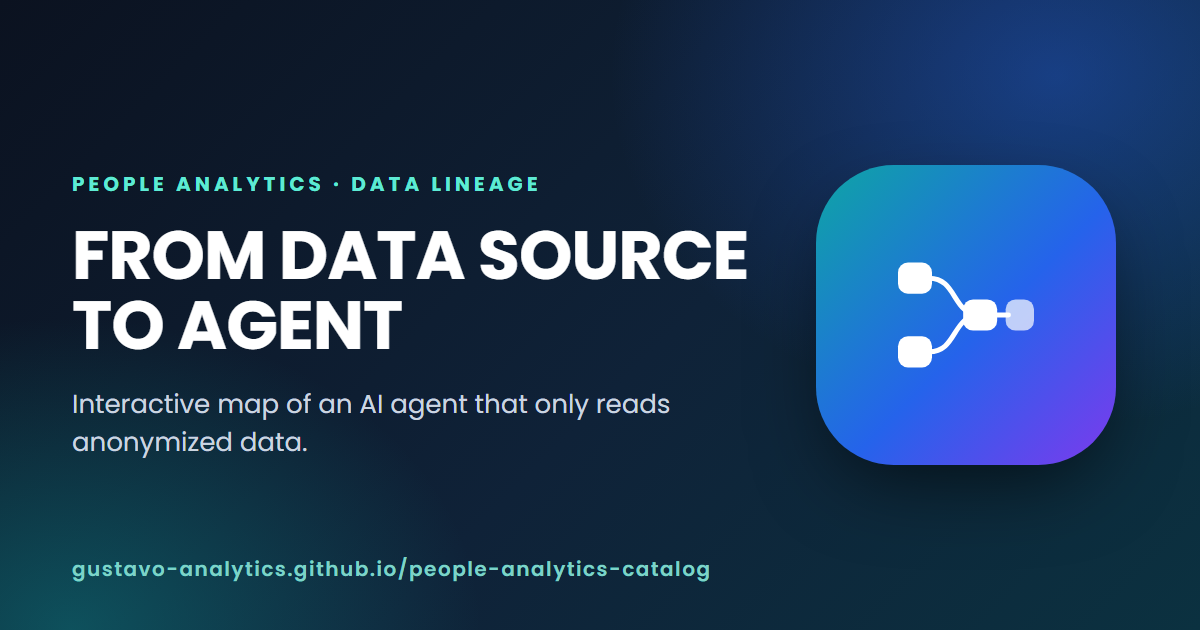 PEOPLE ANALYTICS · DATA LINEAGE
FROM DATA SOURCE
TO AGENT
Interactive map of an AI agent that only reads
anonymized data.
gustavo-analytics.github.io/people-analytics-catalog